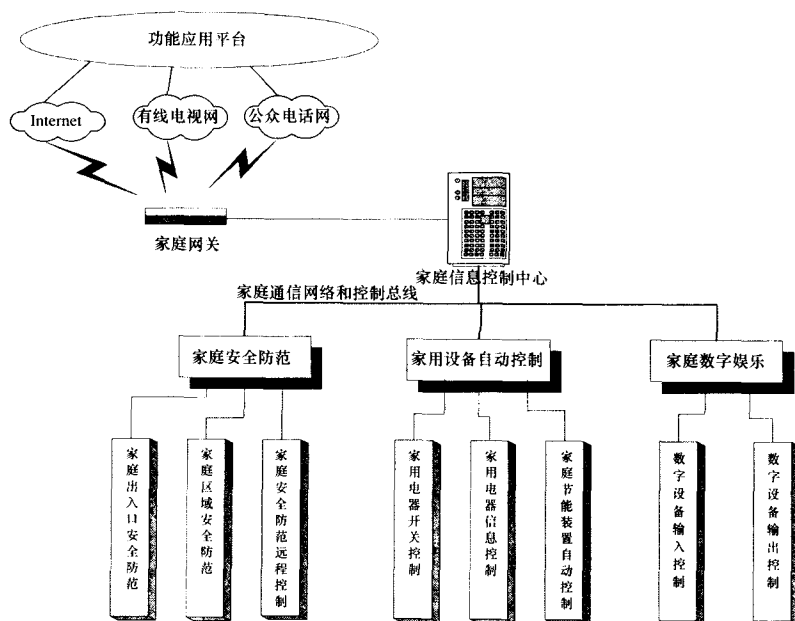 功能应用平台
Internet
有线电视网
公众电话网
家庭网关
家庭信息控制中心
家庭通信网络和控制总线
家庭安全防范
家用设备自动控制
家庭数字娱乐
家庭出入口安全防范
家庭区域安全防范
家庭安全防范远程控制
家用电器开关控制
家用电器信息控制
家庭节能装置自动控制
数字设备输入控制
数字设备输出控制